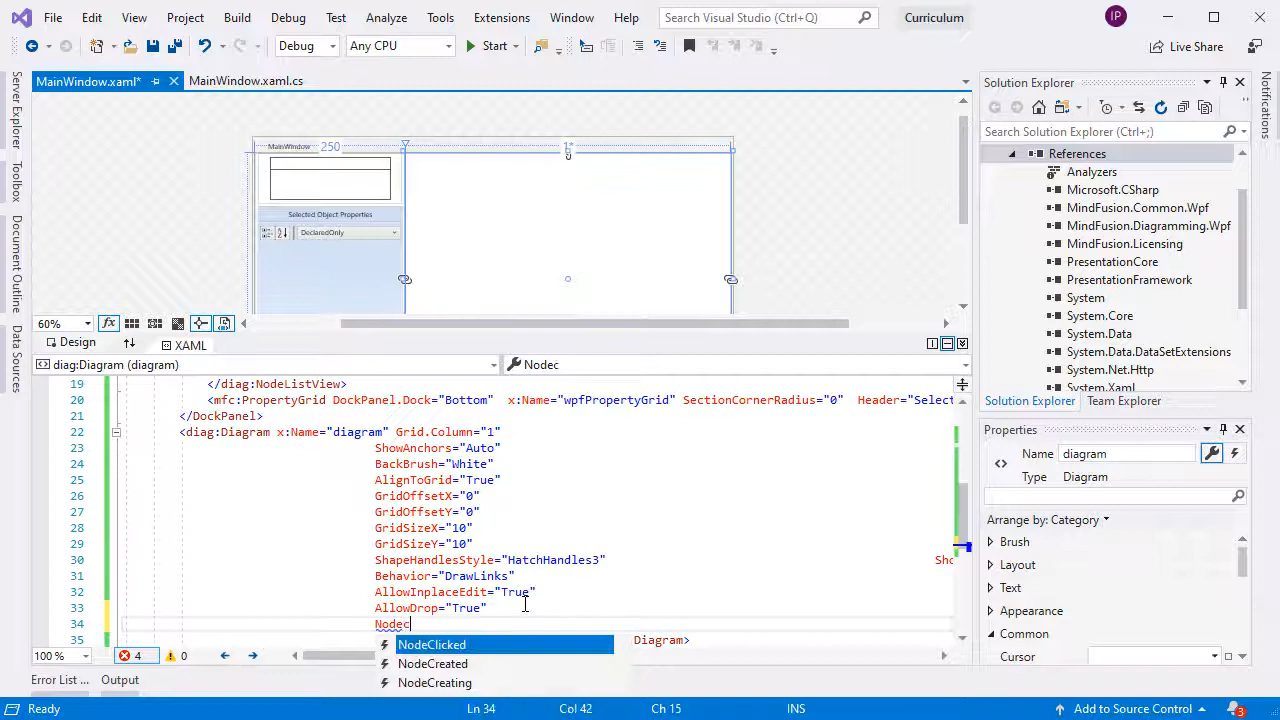 File Edit View Project Build Debug Test Analyze Tools Extensions Window Help Search Visual Studio (Ctrl+Q) Curriculum IP
Debug Any CPU Start Live Share
MainWindow.xaml* MainWindow.xaml.cs
Server Explorer
Toolbox
Document Outline
Data Sources
MainWindow 250 1*
Selected Object Properties
DeclaredOnly
60% fx
Design XAML
diag:Diagram (diagram) Nodec
19 </diag:NodeListView>
20 <mfc:PropertyGrid DockPanel.Dock="Bottom" x:Name="wpfPropertyGrid" SectionCornerRadius="0" Header="Select
21 </DockPanel>
22 <diag:Diagram x:Name="diagram" Grid.Column="1"
23 ShowAnchors="Auto"
24 BackBrush="White"
25 AlignToGrid="True"
26 GridOffsetX="0"
27 GridOffsetY="0"
28 GridSizeX="10"
29 GridSizeY="10"
30 ShapeHandlesStyle="HatchHandles3" Sho
31 Behavior="DrawLinks"
32 AllowInplaceEdit="True"
33 AllowDrop="True"
34 Nodec
35 Diagram>
NodeClicked
NodeCreated
NodeCreating
100 % 4 0
Error List ... Output
Ready Ln 34 Col 42 Ch 15 INS Add to Source Control 3
Solution Explorer
Search Solution Explorer (Ctrl+;)
References
Analyzers
Microsoft.CSharp
MindFusion.Common.Wpf
MindFusion.Diagramming.Wpf
MindFusion.Licensing
PresentationCore
PresentationFramework
System
System.Core
System.Data
System.Data.DataSetExtensions
System.Net.Http
System.Xaml
Solution Explorer Team Explorer
Properties
Name diagram
Type Diagram
Arrange by: Category
Brush
Layout
Text
Appearance
Common
Cursor
Notifications